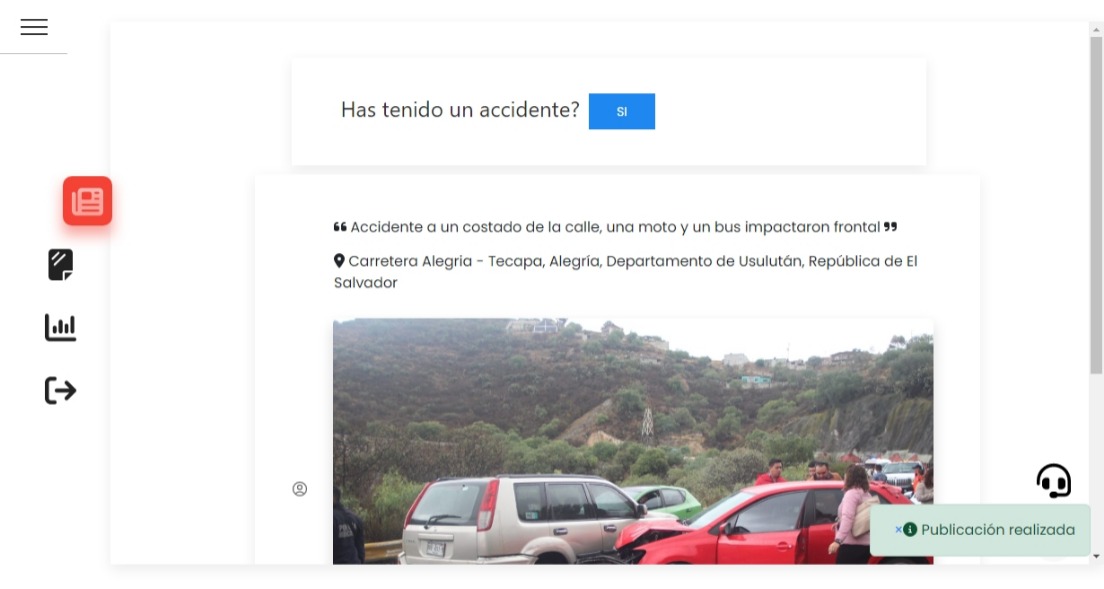 Has tenido un accidente? SI
❝ Accidente a un costado de la calle, una moto y un bus impactaron frontal ❞
Carretera Alegria - Tecapa, Alegría, Departamento de Usulután, República de El
Salvador
× Publicación realizada